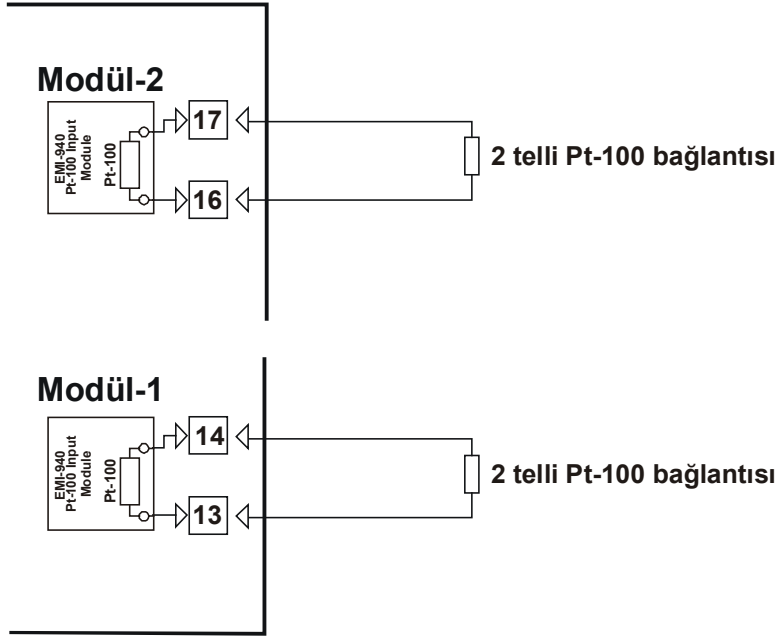 Modül-2
EMI-940
Pt-100 Input
Module
Pt-100
17
16
2 telli Pt-100 bağlantısı
Modül-1
EMI-940
Pt-100 Input
Module
Pt-100
14
13
2 telli Pt-100 bağlantısı